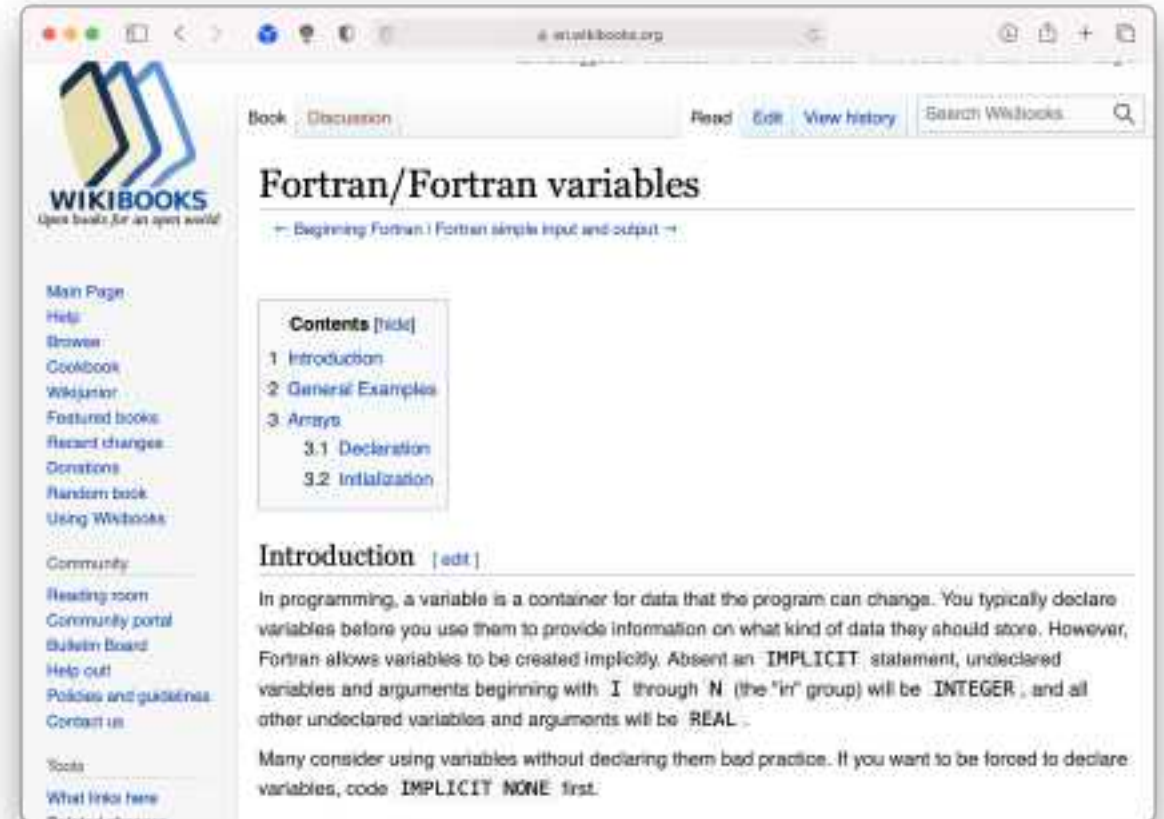 en.wikibooks.org
WIKIBOOKS
Open books for an open world
Book Discussion Read Edit View history Search Wikibooks
Fortran/Fortran variables
← Beginning Fortran | Fortran simple input and output →
Main Page
Help
Browse
Cookbook
Wikijunior
Featured books
Recent changes
Donations
Random book
Using Wikibooks
Community
Reading room
Community portal
Bulletin Board
Help out!
Policies and guidelines
Contact us
Tools
What links here
Contents [hide]
1 Introduction
2 General Examples
3 Arrays
3.1 Declaration
3.2 Initialization
Introduction [ edit ]
In programming, a variable is a container for data that the program can change. You typically declare
variables before you use them to provide information on what kind of data they should store. However,
Fortran allows variables to be created implicitly. Absent an IMPLICIT statement, undeclared
variables and arguments beginning with I through N (the "in" group) will be INTEGER , and all
other undeclared variables and arguments will be REAL .
Many consider using variables without declaring them bad practice. If you want to be forced to declare
variables, code IMPLICIT NONE first.